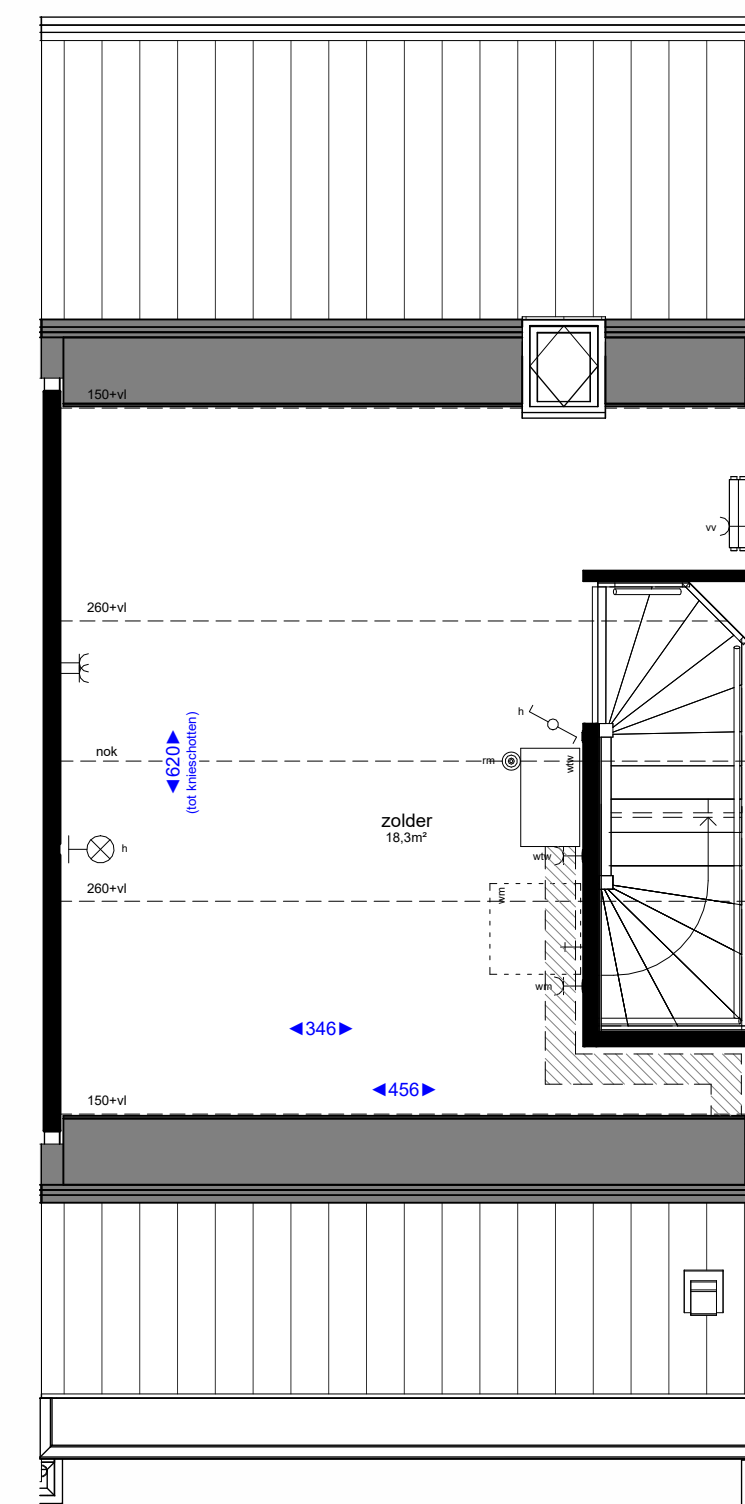 150+vl
vv
260+vl
h
nok
◄620►
(tot knieschotten)
rm
wtw
zolder
18,3m²
h
wtw
260+vl
wm
wm
◄346►
◄456►
150+vl